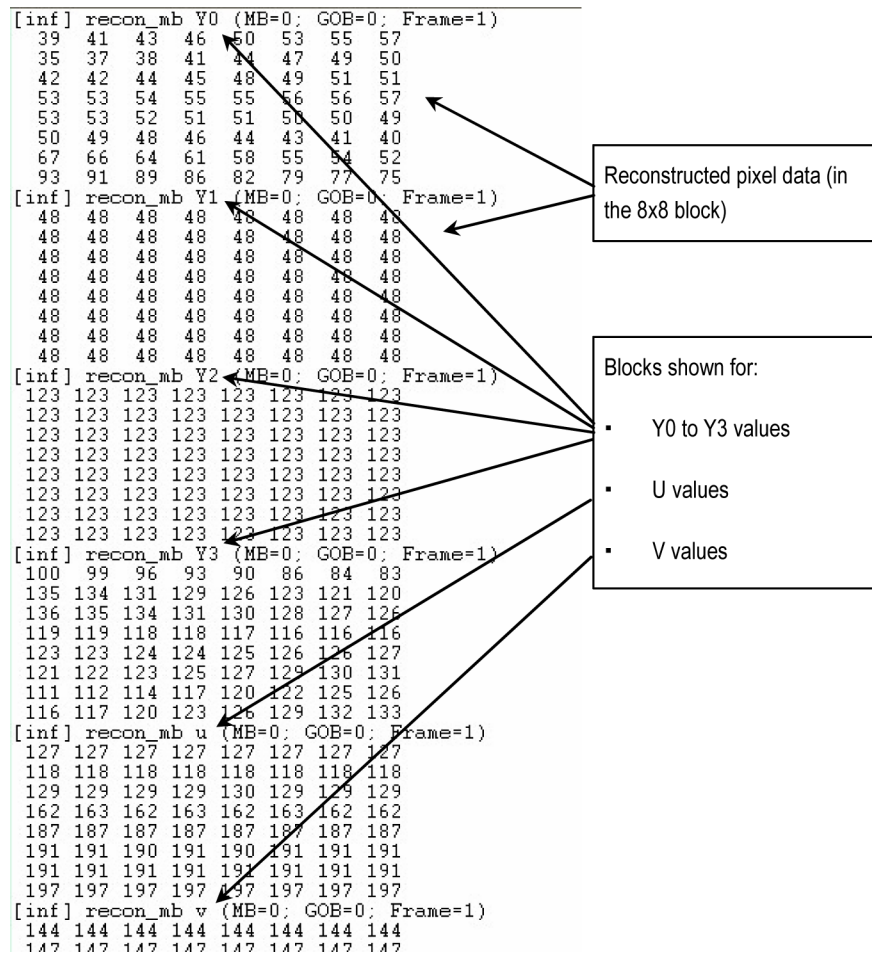 [inf] recon_mb Y0 (MB=0; GOB=0; Frame=1)
39 41 43 46 50 53 55 57
35 37 38 41 44 47 49 50
42 42 44 45 48 49 51 51
53 53 54 55 55 56 56 57
53 53 52 51 51 50 50 49
50 49 48 46 44 43 41 40
67 66 64 61 58 55 54 52
93 91 89 86 82 79 77 75
[inf] recon_mb Y1 (MB=0; GOB=0; Frame=1)
48 48 48 48 48 48 48 48
48 48 48 48 48 48 48 48
48 48 48 48 48 48 48 48
48 48 48 48 48 48 48 48
48 48 48 48 48 48 48 48
48 48 48 48 48 48 48 48
48 48 48 48 48 48 48 48
48 48 48 48 48 48 48 48
[inf] recon_mb Y2 (MB=0; GOB=0; Frame=1)
123 123 123 123 123 123 123 123
123 123 123 123 123 123 123 123
123 123 123 123 123 123 123 123
123 123 123 123 123 123 123 123
123 123 123 123 123 123 123 123
123 123 123 123 123 123 123 123
123 123 123 123 123 123 123 123
123 123 123 123 123 123 123 123
[inf] recon_mb Y3 (MB=0; GOB=0; Frame=1)
100 99 96 93 90 86 84 83
135 134 131 129 126 123 121 120
136 135 134 131 130 128 127 126
119 119 118 118 117 116 116 116
123 123 124 124 125 126 126 127
121 122 123 125 127 129 130 131
111 112 114 117 120 122 125 126
116 117 120 123 126 129 132 133
[inf] recon_mb u (MB=0; GOB=0; Frame=1)
127 127 127 127 127 127 127 127
118 118 118 118 118 118 118 118
129 129 129 129 130 129 129 129
162 163 162 163 162 163 162 162
187 187 187 187 187 187 187 187
191 191 190 191 190 191 191 191
191 191 191 191 191 191 191 191
197 197 197 197 197 197 197 197
[inf] recon_mb v (MB=0; GOB=0; Frame=1)
144 144 144 144 144 144 144 144
147 147 147 147 147 147 147 147
Reconstructed pixel data (in
the 8x8 block)
Blocks shown for:
▪ Y0 to Y3 values
▪ U values
▪ V values